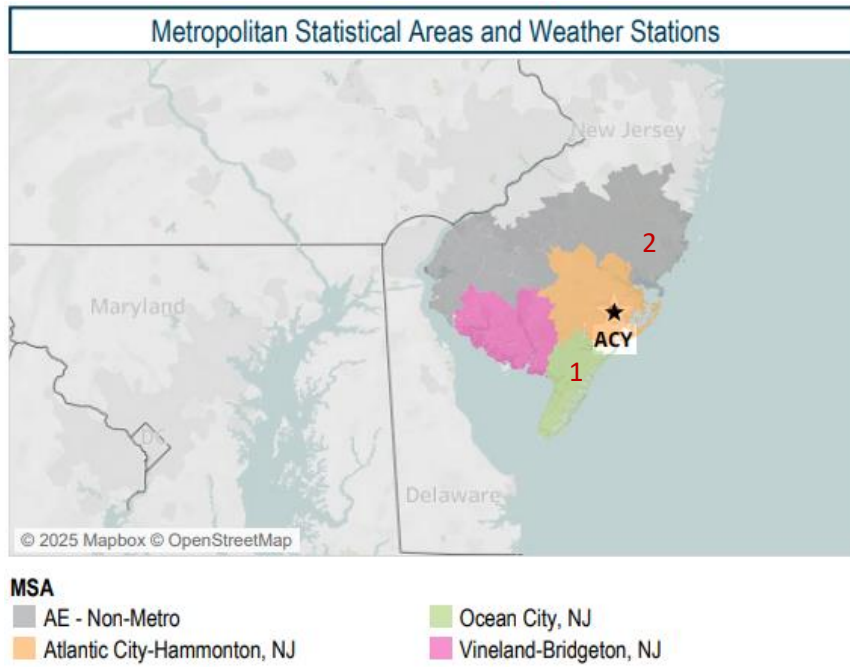 Metropolitan Statistical Areas and Weather Stations
New Jersey
2
Maryland
ACY
1
DC
Delaware
© 2025 Mapbox © OpenStreetMap
MSA
AE - Non-Metro
Ocean City, NJ
Atlantic City-Hammonton, NJ
Vineland-Bridgeton, NJ